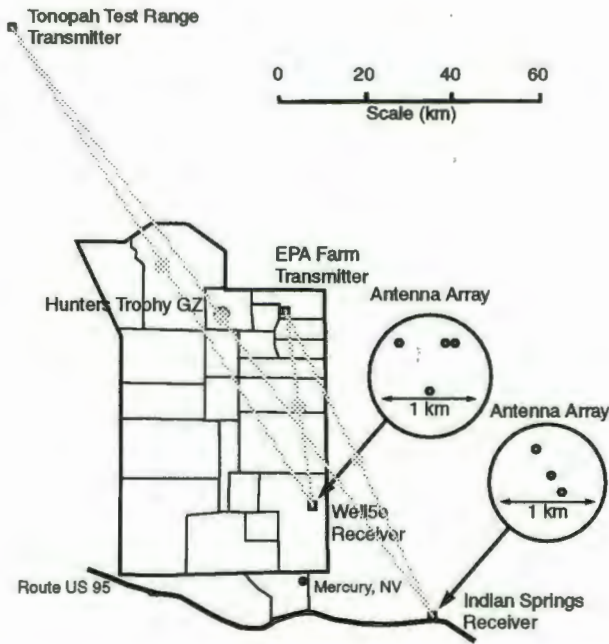 Tonopah Test Range
Transmitter
0 20 40 60
Scale (km)
EPA Farm
Transmitter
Hunters Trophy GZ
Antenna Array
1 km
Antenna Array
1 km
Well5b
Receiver
Route US 95
Mercury, NV
Indian Springs
Receiver